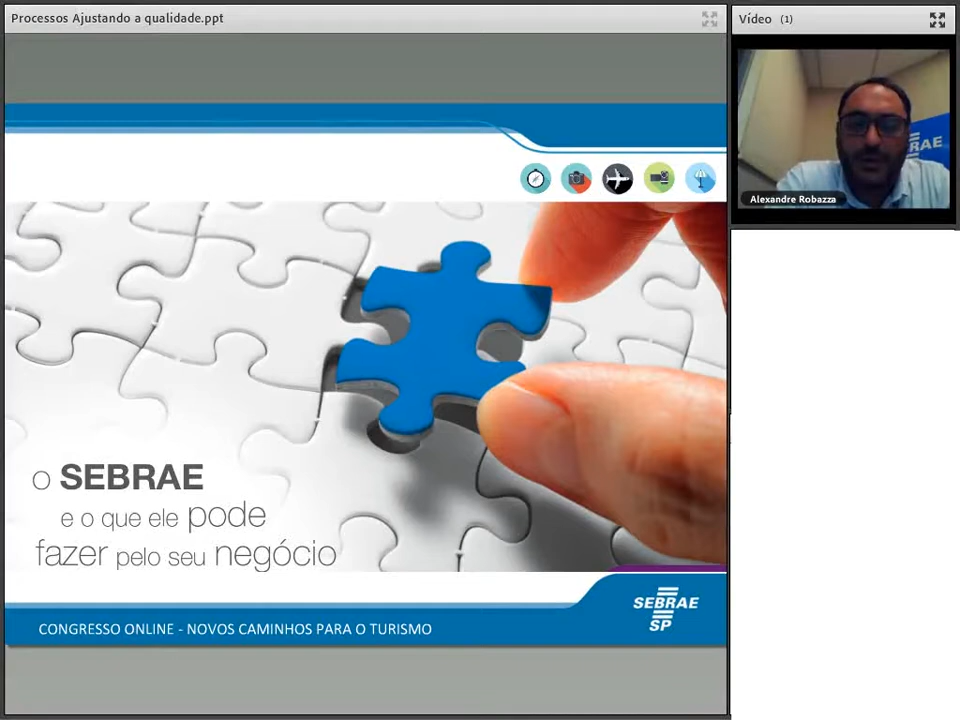 Processos Ajustando a qualidade.ppt
Vídeo (1)
RAE
Alexandre Robazza
o SEBRAE
e o que ele pode
fazer pelo seu negócio
CONGRESSO ONLINE - NOVOS CAMINHOS PARA O TURISMO
SEBRAE
SP